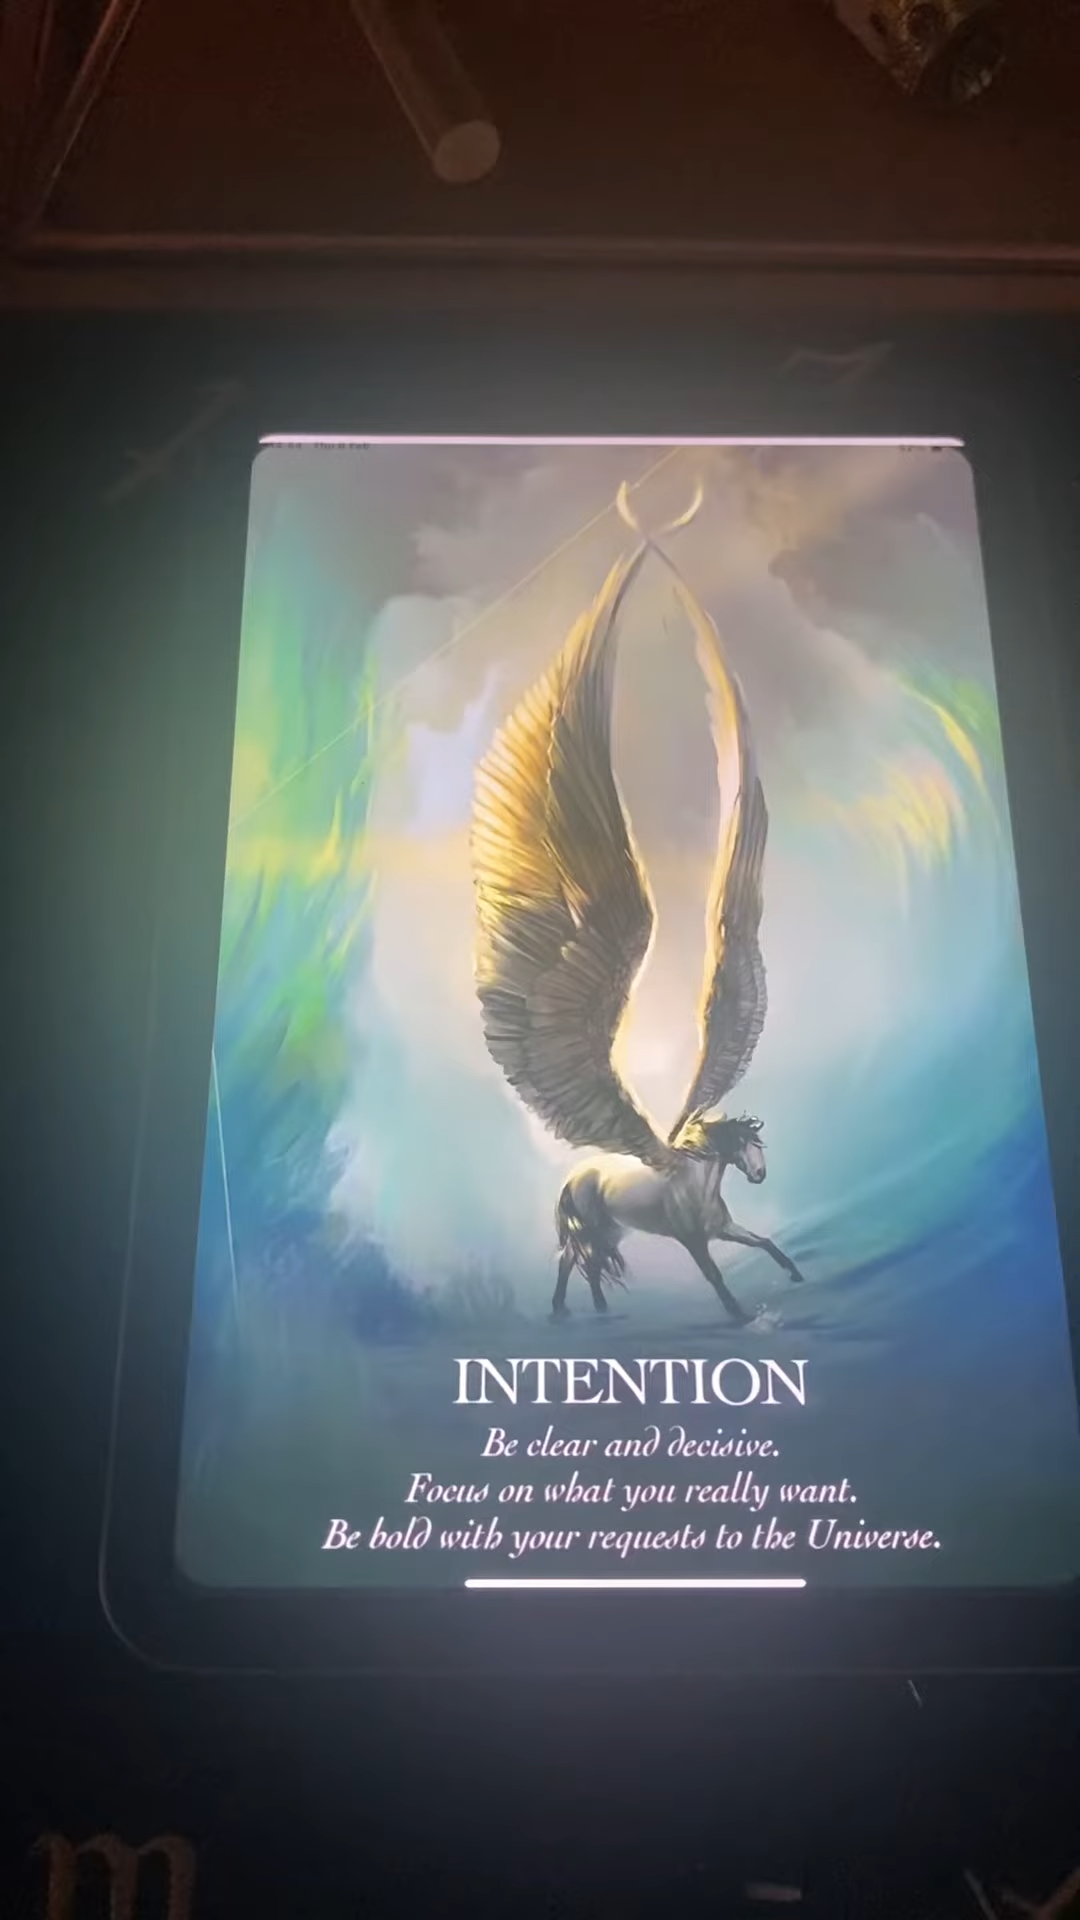 INTENTION
Be clear and decisive.
Focus on what you really want.
Be bold with your requests to the Universe.
m